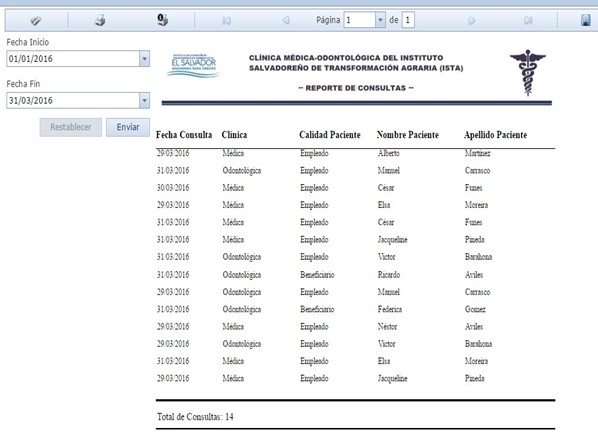 Página 1 de 1
Fecha Inicio
01/01/2016
Fecha Fin
31/03/2016
Restablecer Enviar
EL SALVADOR
CLÍNICA MÉDICA-ODONTOLÓGICA DEL INSTITUTO
SALVADOREÑO DE TRANSFORMACIÓN AGRARIA (ISTA)
-- REPORTE DE CONSULTAS --
Fecha Consulta Clínica Calidad Paciente Nombre Paciente Apellido Paciente
29/03/2016 Médica Empleado Alberto Martínez
31/03/2016 Odontológica Empleado Manuel Carrasco
30/03/2016 Médica Empleado César Funes
29/03/2016 Médica Empleado Elsa Moreira
31/03/2016 Médica Empleado César Funes
31/03/2016 Médica Empleado Jacqueline Pineda
31/03/2016 Odontológica Empleado Victor Barahona
31/03/2016 Odontológica Beneficiario Ricardo Aviles
29/03/2016 Odontológica Empleado Manuel Carrasco
31/03/2016 Odontológica Beneficiario Federica Gomez
29/03/2016 Médica Empleado Néstor Aviles
29/03/2016 Odontológica Empleado Victor Barahona
31/03/2016 Médica Empleado Elsa Moreira
29/03/2016 Médica Empleado Jacqueline Pineda
Total de Consultas: 14